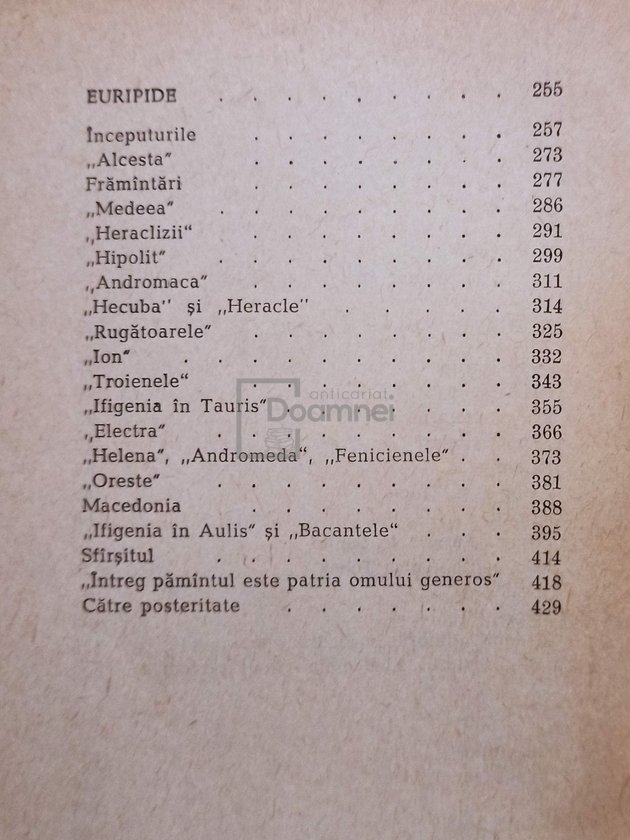 EURIPIDE . . . . . . . . . 255
Începuturile . . . . . . . . 257
„Alcesta" . . . . . . . . 273
Frămîntări . . . . . . . . 277
„Medeea" . . . . . . . . . 286
„Heraclizii" . . . . . . . . 291
„Hipolit" . . . . . . . . . 299
„Andromaca" . . . . . . . . 311
„Hecuba" și „Heracle" . . . . . 314
„Rugătoarele" . . . . . . . . 325
„Ion" . . . . . . . . . . 332
„Troienele" . . . . . . . . 343
anticariat
Doamnei
„Ifigenia în Tauris" . . . . . . . 355
„Electra" . . . . . . . . . 366
„Helena", „Andromeda", „Fenicienele" . . 373
„Oreste" . . . . . . . . . 381
Macedonia . . . . . . . . 388
„Ifigenia în Aulis" și „Bacantele" . . . 395
Sfîrșitul . . . . . . . . . 414
„Întreg pămîntul este patria omului generos" 418
Către posteritate . . . . . . . 429